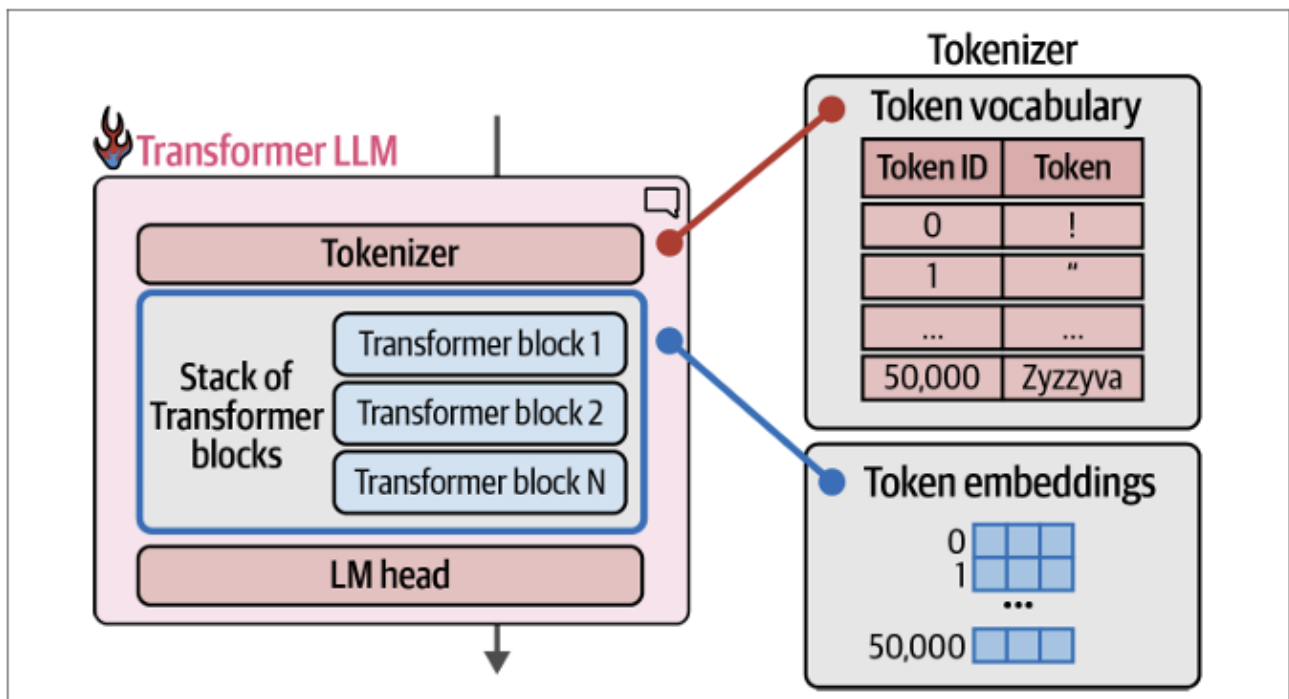 Transformer LLM
Tokenizer
Stack of
Transformer
blocks
Transformer block 1
Transformer block 2
Transformer block N
LM head
Tokenizer
Token vocabulary
Token ID Token
0 !
1 “
... ...
50,000 Zyzzyva
Token embeddings
0
1
...
50,000